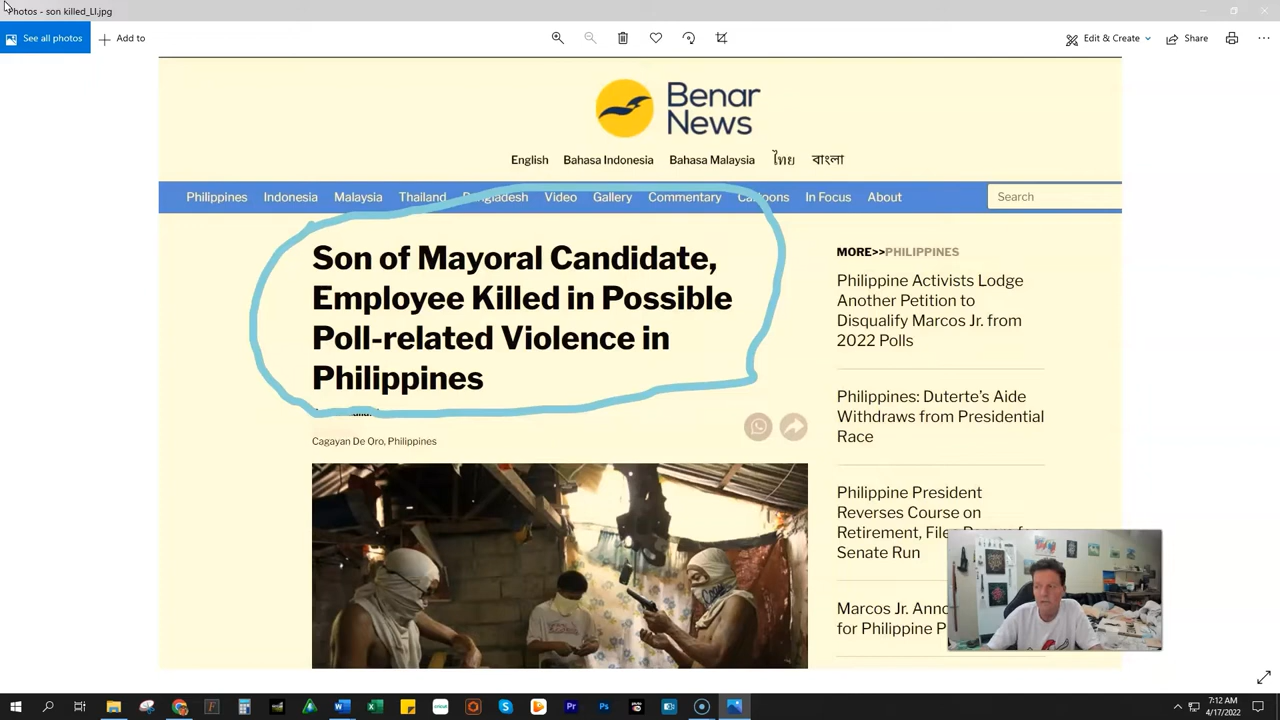 Photos - son killed_LI.jpg
See all photos
Add to
Edit & Create
Share
Benar
News
English Bahasa Indonesia Bahasa Malaysia ไทย বাংলা
Philippines Indonesia Malaysia Thailand Bangladesh Video Gallery Commentary Cartoons In Focus About
Search
Son of Mayoral Candidate,
Employee Killed in Possible
Poll-related Violence in
Philippines
Cagayan De Oro, Philippines
MORE>>PHILIPPINES
Philippine Activists Lodge
Another Petition to
Disqualify Marcos Jr. from
2022 Polls
Philippines: Duterte's Aide
Withdraws from Presidential
Race
Philippine President
Reverses Course on
Retirement,
Senate Run
Marcos Jr.
for Philippine
7:12 AM
4/17/2022